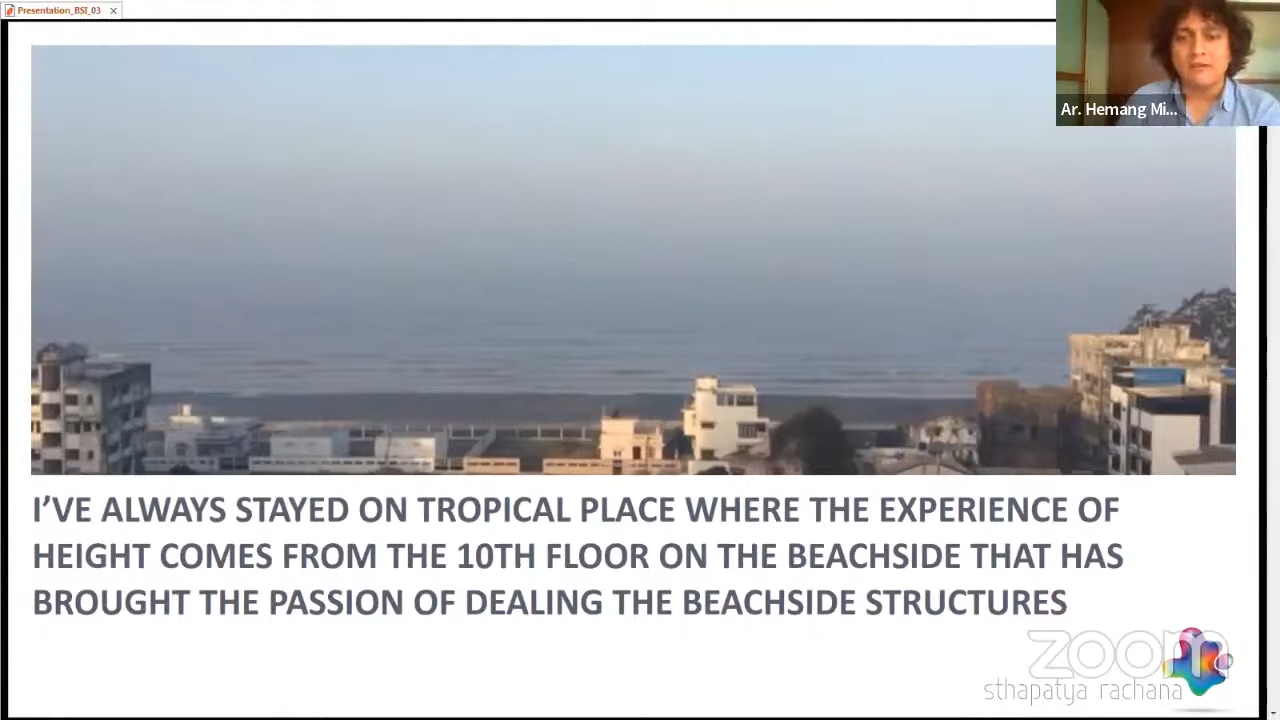 Presentation_BSI_03
Ar. Hemang Mi...
I'VE ALWAYS STAYED ON TROPICAL PLACE WHERE THE EXPERIENCE OF
HEIGHT COMES FROM THE 10TH FLOOR ON THE BEACHSIDE THAT HAS
BROUGHT THE PASSION OF DEALING THE BEACHSIDE STRUCTURES
zoom
sthapatya rachana